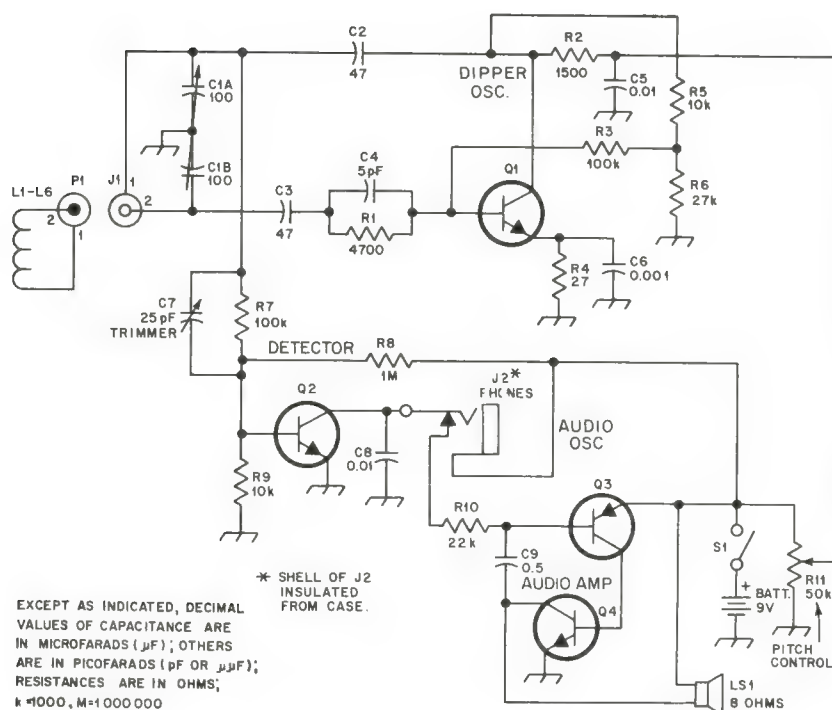 C2
47
R2
1500
DIPPER
OSC.
C5
0.01
R5
10k
C1A
100
C1B
100
R3
100k
L1-L6
P1
J1
1
2
2
1
C4
5pF
C3
47
R1
4700
Q1
R6
27k
R4
27
C6
0.001
C7
25pF
TRIMMER
R7
100k
DETECTOR
R8
1M
J2*
PHONES
Q2
AUDIO
OSC
C8
0.01
R9
10k
Q3
R10
22k
C9
0.5
AUDIO AMP
Q4
S1
+
BATT.
9V
R11
50k
PITCH
CONTROL
LS1
8 OHMS
* SHELL OF J2
INSULATED
FROM CASE.
EXCEPT AS INDICATED, DECIMAL
VALUES OF CAPACITANCE ARE
IN MICROFARADS (µF); OTHERS
ARE IN PICOFARADS (pF OR µµF);
RESISTANCES ARE IN OHMS;
k=1000, M=1000000